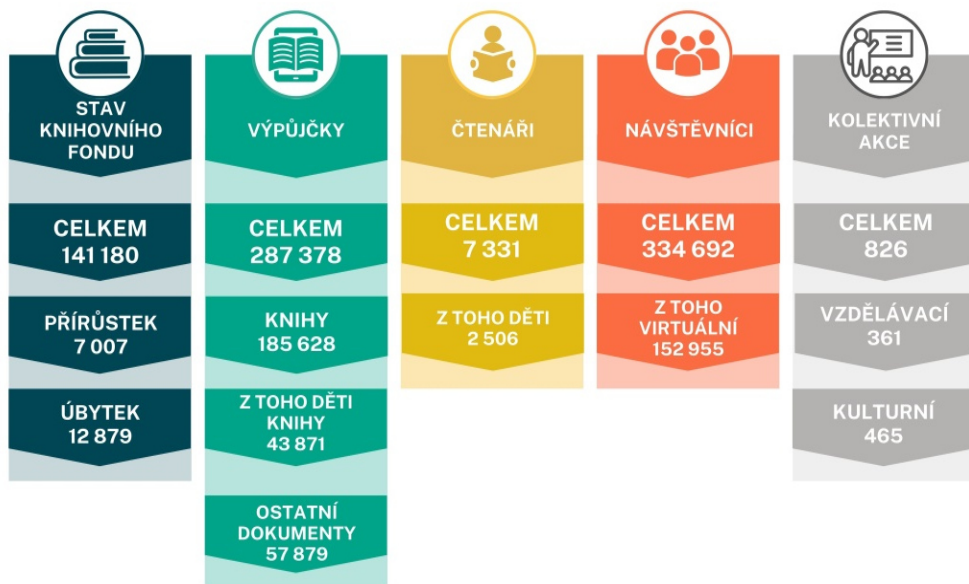 STAV
KNIHOVNÍHO
FONDU
CELKEM
141 180
PŘÍRŮSTEK
7 007
ÚBYTEK
12 879
VÝPŮJČKY
CELKEM
287 378
KNIHY
185 628
Z TOHO DĚTI
KNIHY
43 871
OSTATNÍ
DOKUMENTY
57 879
ČTENÁŘI
CELKEM
7 331
Z TOHO DĚTI
2 506
NÁVŠTĚVNÍCI
CELKEM
334 692
Z TOHO
VIRTUÁLNÍ
152 955
KOLEKTIVNÍ
AKCE
CELKEM
826
VZDĚLÁVACÍ
361
KULTURNÍ
465